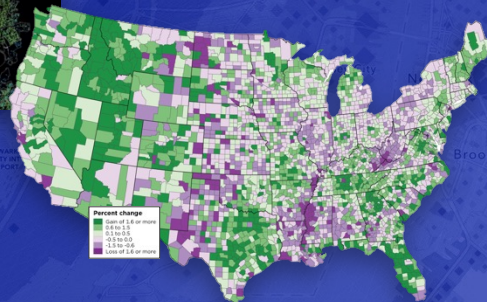 Percent change
Gain of 1.6 or more
0.6 to 1.5
0.1 to 0.5
-0.5 to 0.0
-1.5 to -0.6
Loss of 1.6 or more
Broo